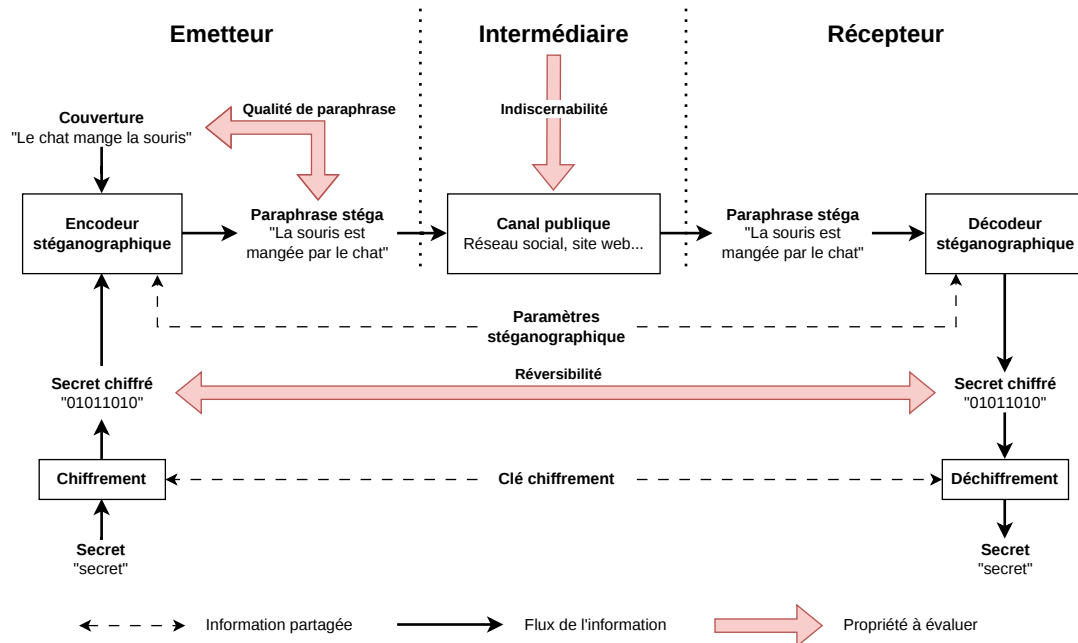 Emetteur
Intermédiaire
Récepteur
Qualité de paraphrase
Indiscernabilité
Couverture
"Le chat mange la souris"
Encodeur
stéganographique
Paraphrase stéga
"La souris est
mangée par le chat"
Canal publique
Réseau social, site web...
Paraphrase stéga
"La souris est
mangée par le chat"
Décodeur
stéganographique
Paramètres
stéganographique
Secret chiffré
"01011010"
Réversibilité
Secret chiffré
"01011010"
Chiffrement
Clé chiffrement
Déchiffrement
Secret
"secret"
Secret
"secret"
Information partagée
Flux de l'information
Propriété à évaluer